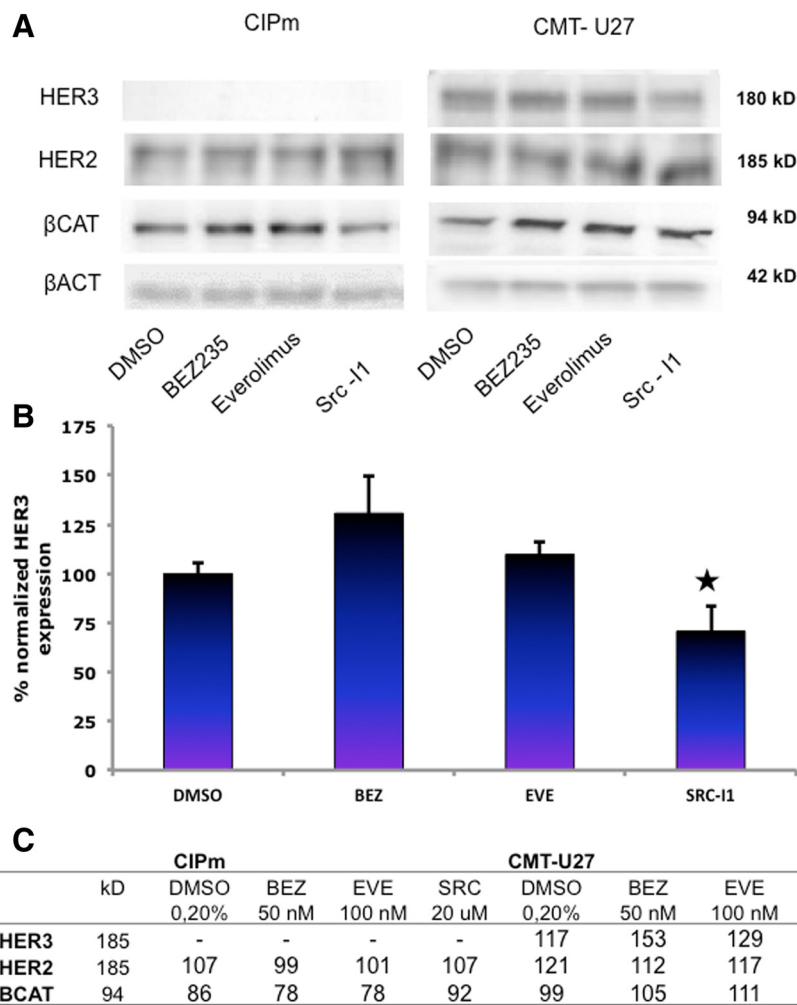 A
CIPm CMT- U27
HER3 180 kD
HER2 185 kD
βCAT 94 kD
βACT 42 kD
DMSO BEZ235 Everolimus Src -I1 DMSO BEZ235 Everolimus Src - I1
B
% normalized HER3
expression
175
150
125
100
75
50
25
0
DMSO BEZ EVE SRC-I1
C
CIPm CMT-U27
kD DMSO BEZ EVE SRC DMSO BEZ EVE
0,20% 50 nM 100 nM 20 uM 0,20% 50 nM 100 nM
HER3 185 - - - - 117 153 129
HER2 185 107 99 101 107 121 112 117
BCAT 94 86 78 78 92 99 105 111